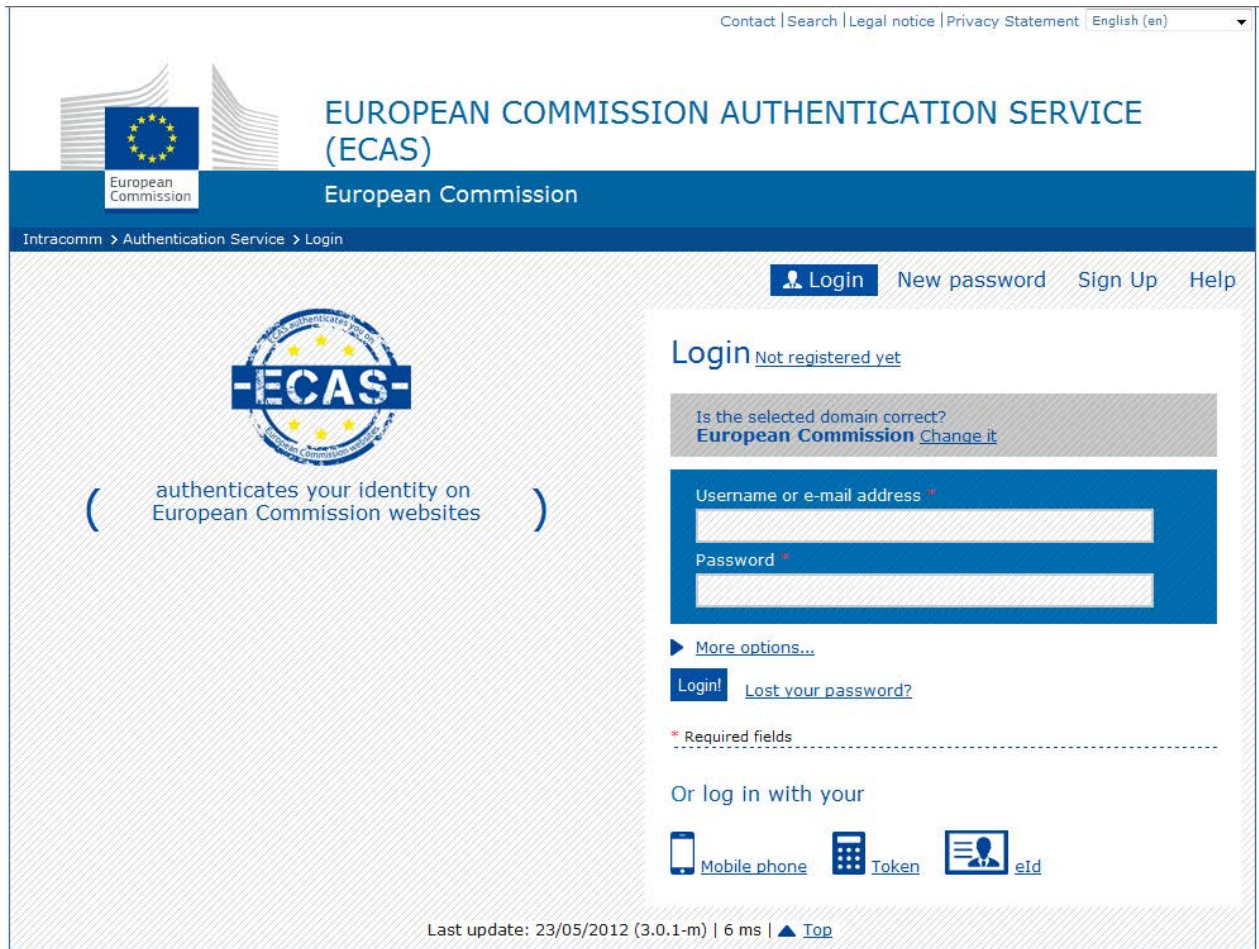 Contact | Search | Legal notice | Privacy Statement English (en)
EUROPEAN COMMISSION AUTHENTICATION SERVICE
(ECAS)
European
Commission
European Commission
Intracomm > Authentication Service > Login
Login New password Sign Up Help
ECAS authenticates you on
-ECAS-
European Commission websites
( authenticates your identity on
European Commission websites )
Login Not registered yet
Is the selected domain correct?
European Commission Change it
Username or e-mail address *
Password *
More options...
Login! Lost your password?
* Required fields
Or log in with your
Mobile phone Token eId
Last update: 23/05/2012 (3.0.1-m) | 6 ms | Top